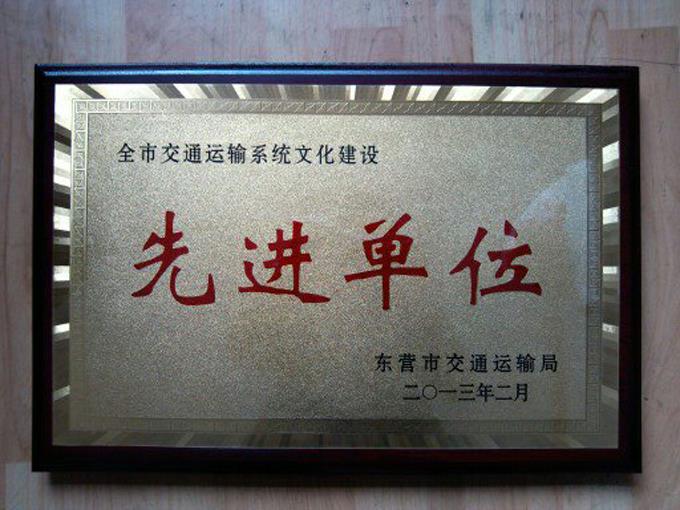 全市交通运输系统文化建设
先进单位
东营市交通运输局
二〇一三年二月